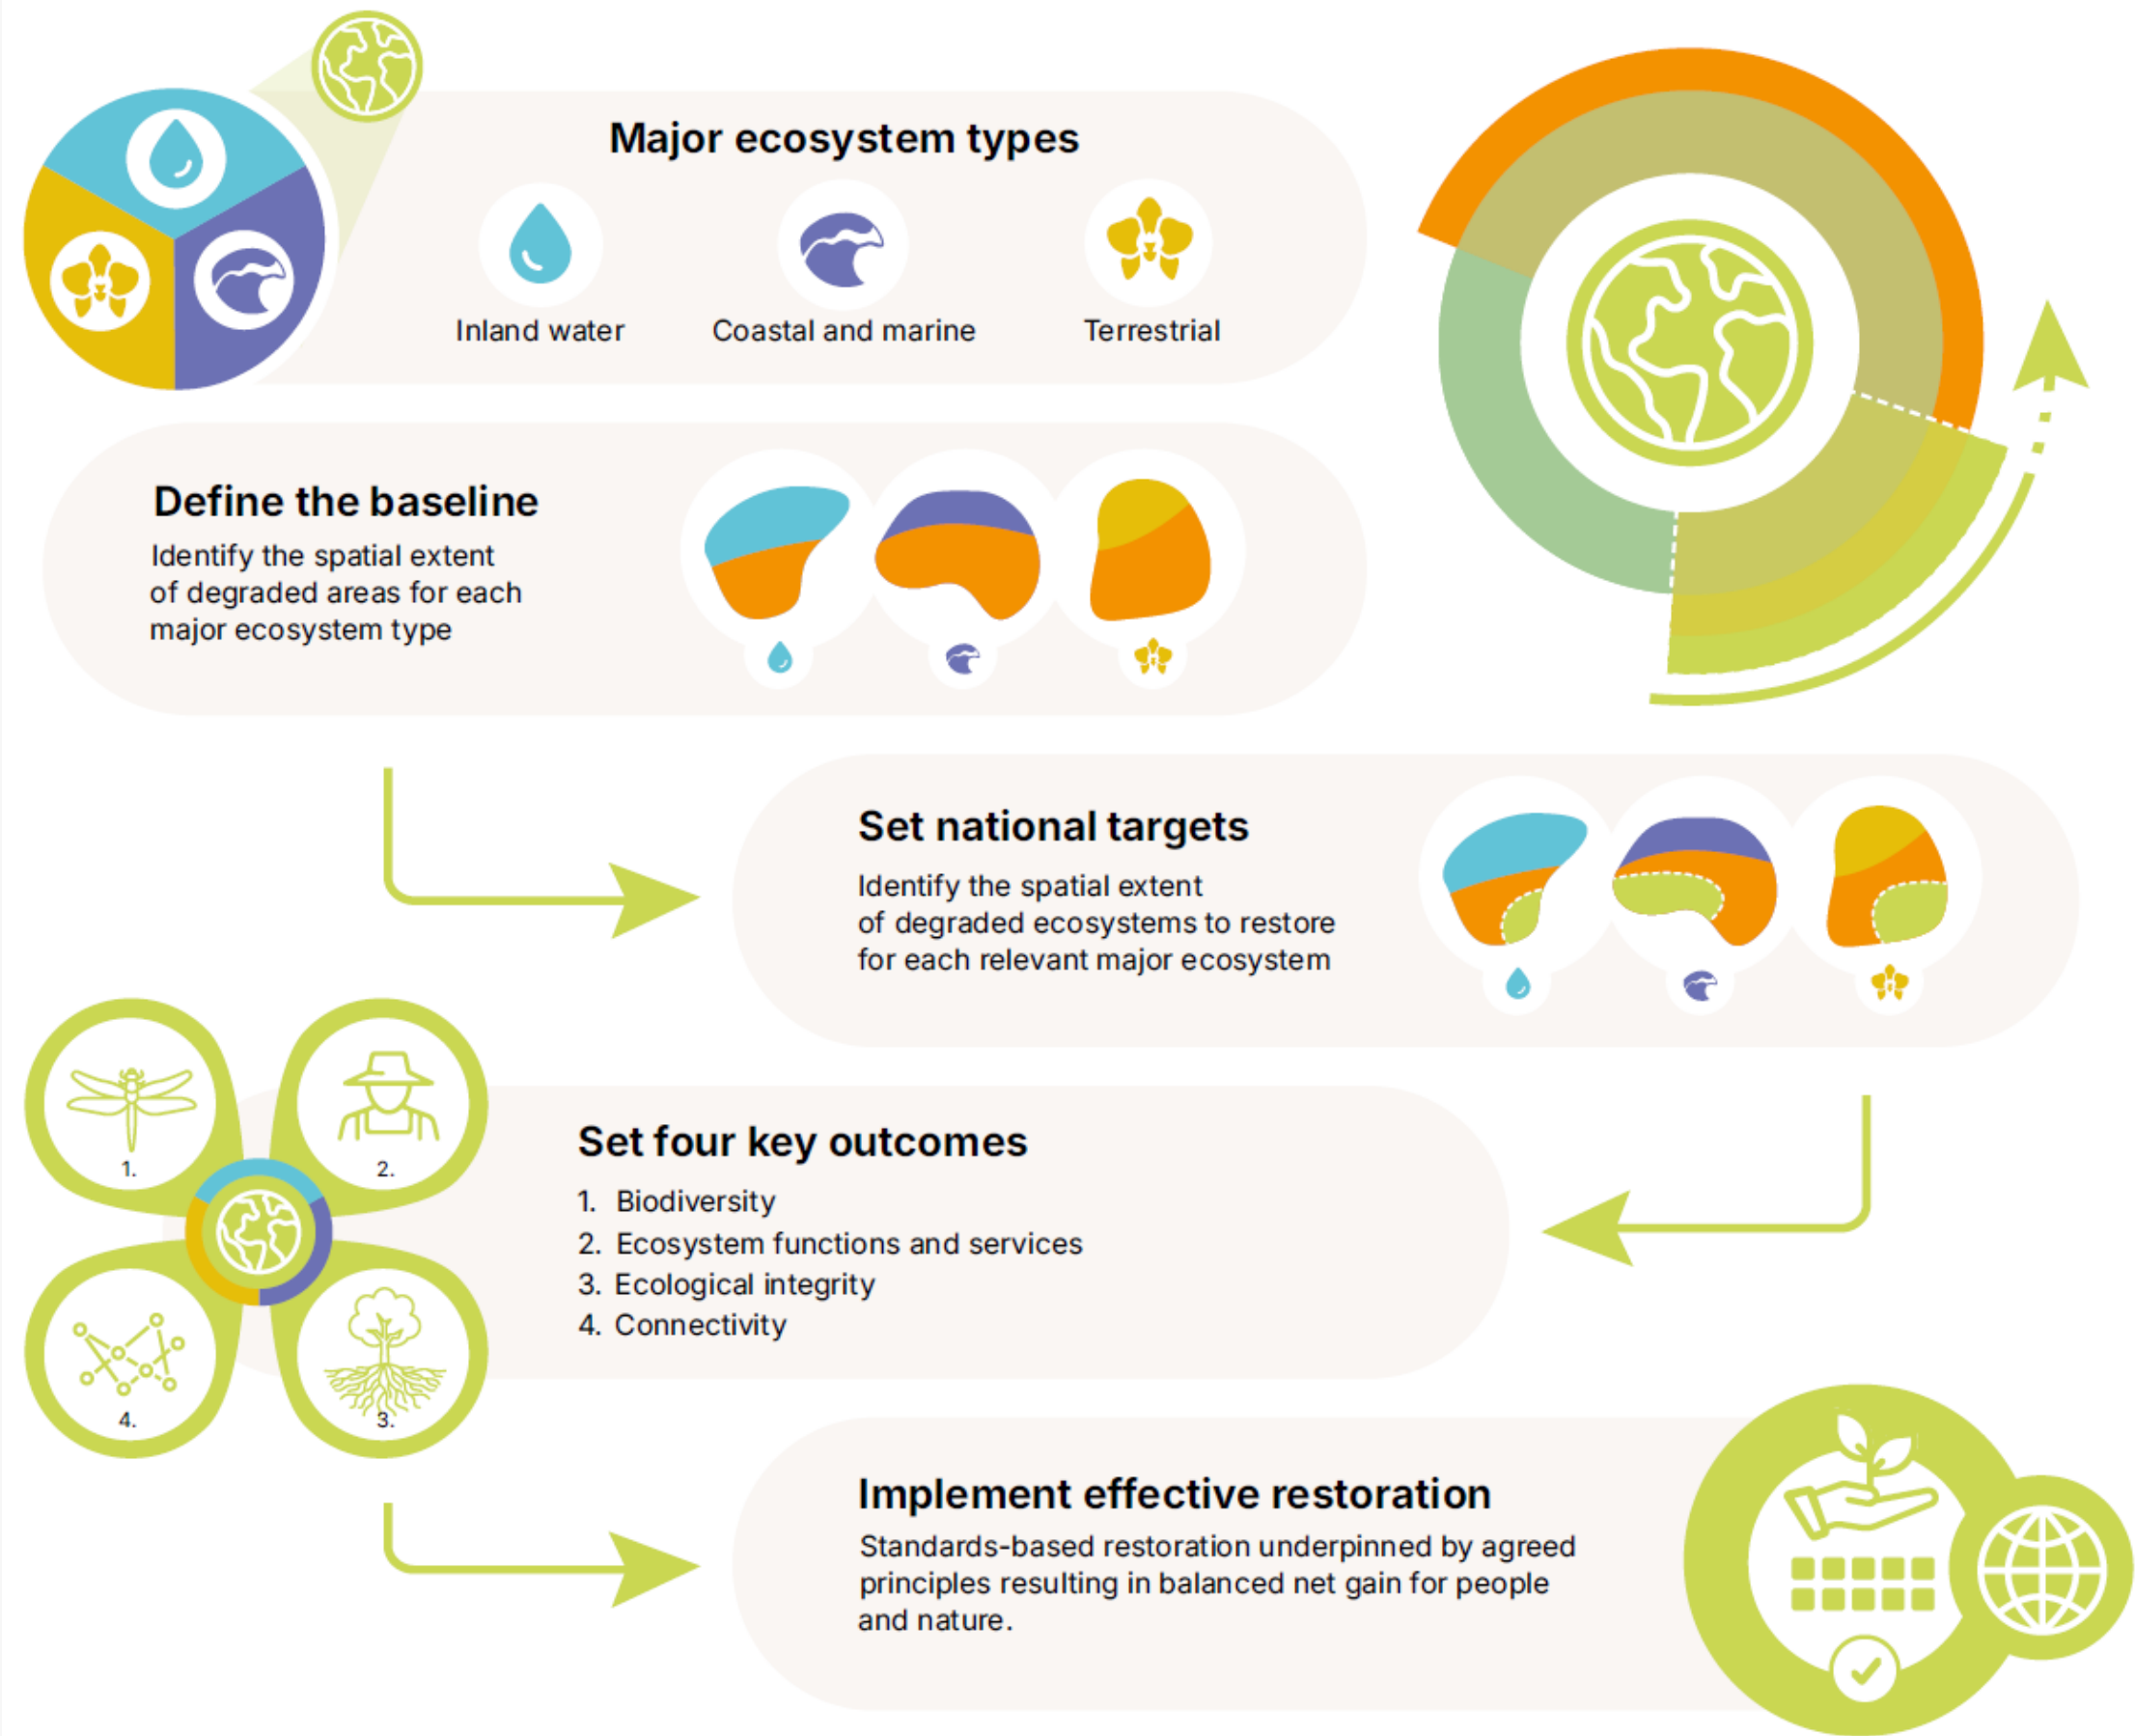 Major ecosystem types
Inland water
Coastal and marine
Terrestrial
Define the baseline
Identify the spatial extent
of degraded areas for each
major ecosystem type
Set national targets
Identify the spatial extent
of degraded ecosystems to restore
for each relevant major ecosystem
1.
2.
4.
3.
Set four key outcomes
1. Biodiversity
2. Ecosystem functions and services
3. Ecological integrity
4. Connectivity
Implement effective restoration
Standards-based restoration underpinned by agreed
principles resulting in balanced net gain for people
and nature.